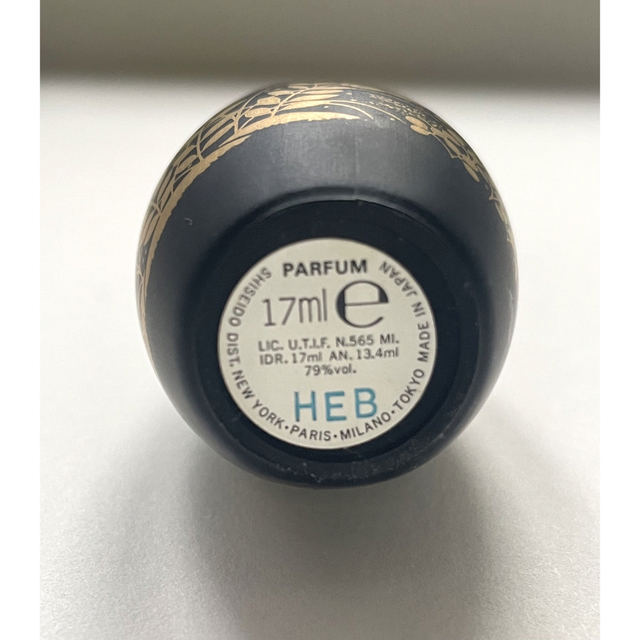 PARFUM
17ml e
LIC. U.T.I.F. N.565 MI.
IDR. 17ml AN. 13.4ml
79%vol.
HEB
SHISEIDO DIST. NEW YORK•PARIS•MILANO•TOKYO MADE IN JAPAN